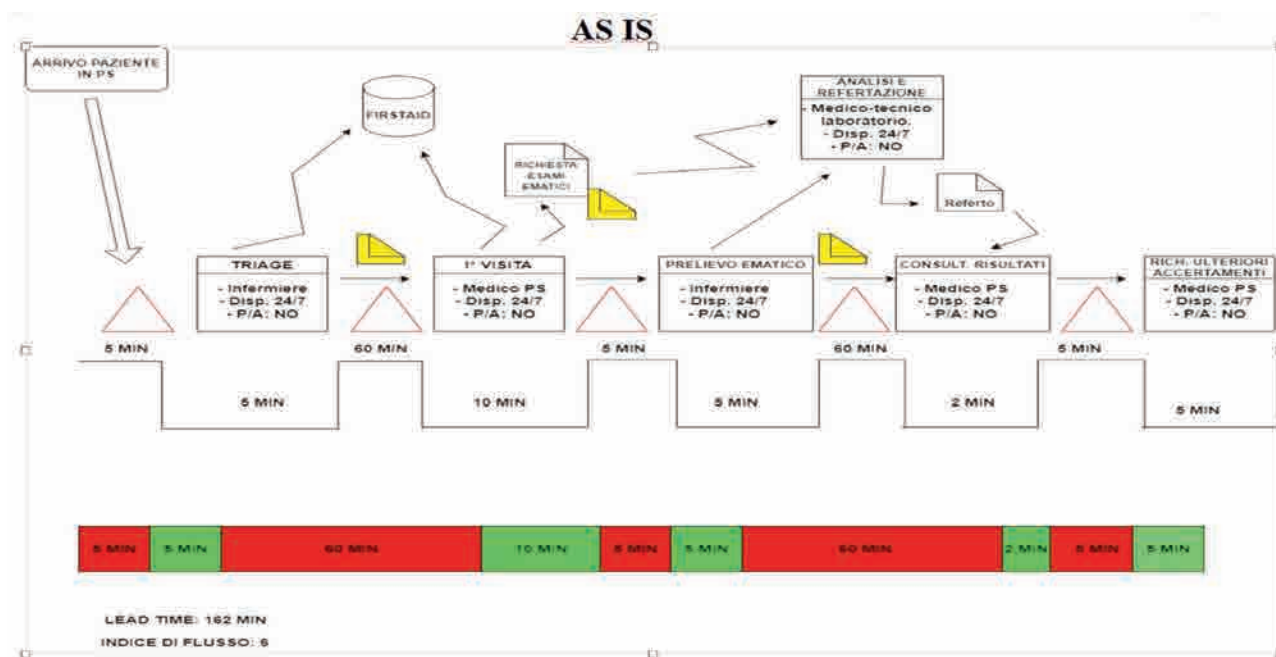 AS IS
ARRIVO PAZIENTE
IN PS
FIRSTAID
RICHIESTA
ESAMI
EMATICI
ANALISI E
REFERTAZIONE
- Medico-tecnico
laboratorio.
- Disp. 24/7
- P/A: NO
Referto
TRIAGE
- Infermiere
- Disp. 24/7
- P/A: NO
1ª VISITA
- Medico PS
- Disp. 24/7
- P/A: NO
PRELIEVO EMATICO
- Infermiere
- Disp. 24/7
- P/A: NO
CONSULT. RISULTATI
- Medico PS
- Disp. 24/7
- P/A: NO
RICH. ULTERIORI
ACCERTAMENTI
- Medico PS
- Disp. 24/7
- P/A: NO
5 MIN
60 MIN
5 MIN
60 MIN
5 MIN
5 MIN
10 MIN
5 MIN
2 MIN
5 MIN
5 MIN
5 MIN
60 MIN
10 MIN
5 MIN
5 MIN
60 MIN
2 MIN
5 MIN
5 MIN
LEAD TIME: 162 MIN
INDICE DI FLUSSO: 6